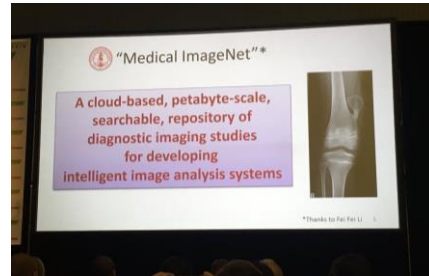 "Medical ImageNet"*
A cloud-based, petabyte-scale,
searchable, repository of
diagnostic imaging studies
for developing
intelligent image analysis systems
*Thanks to Fei Fei Li